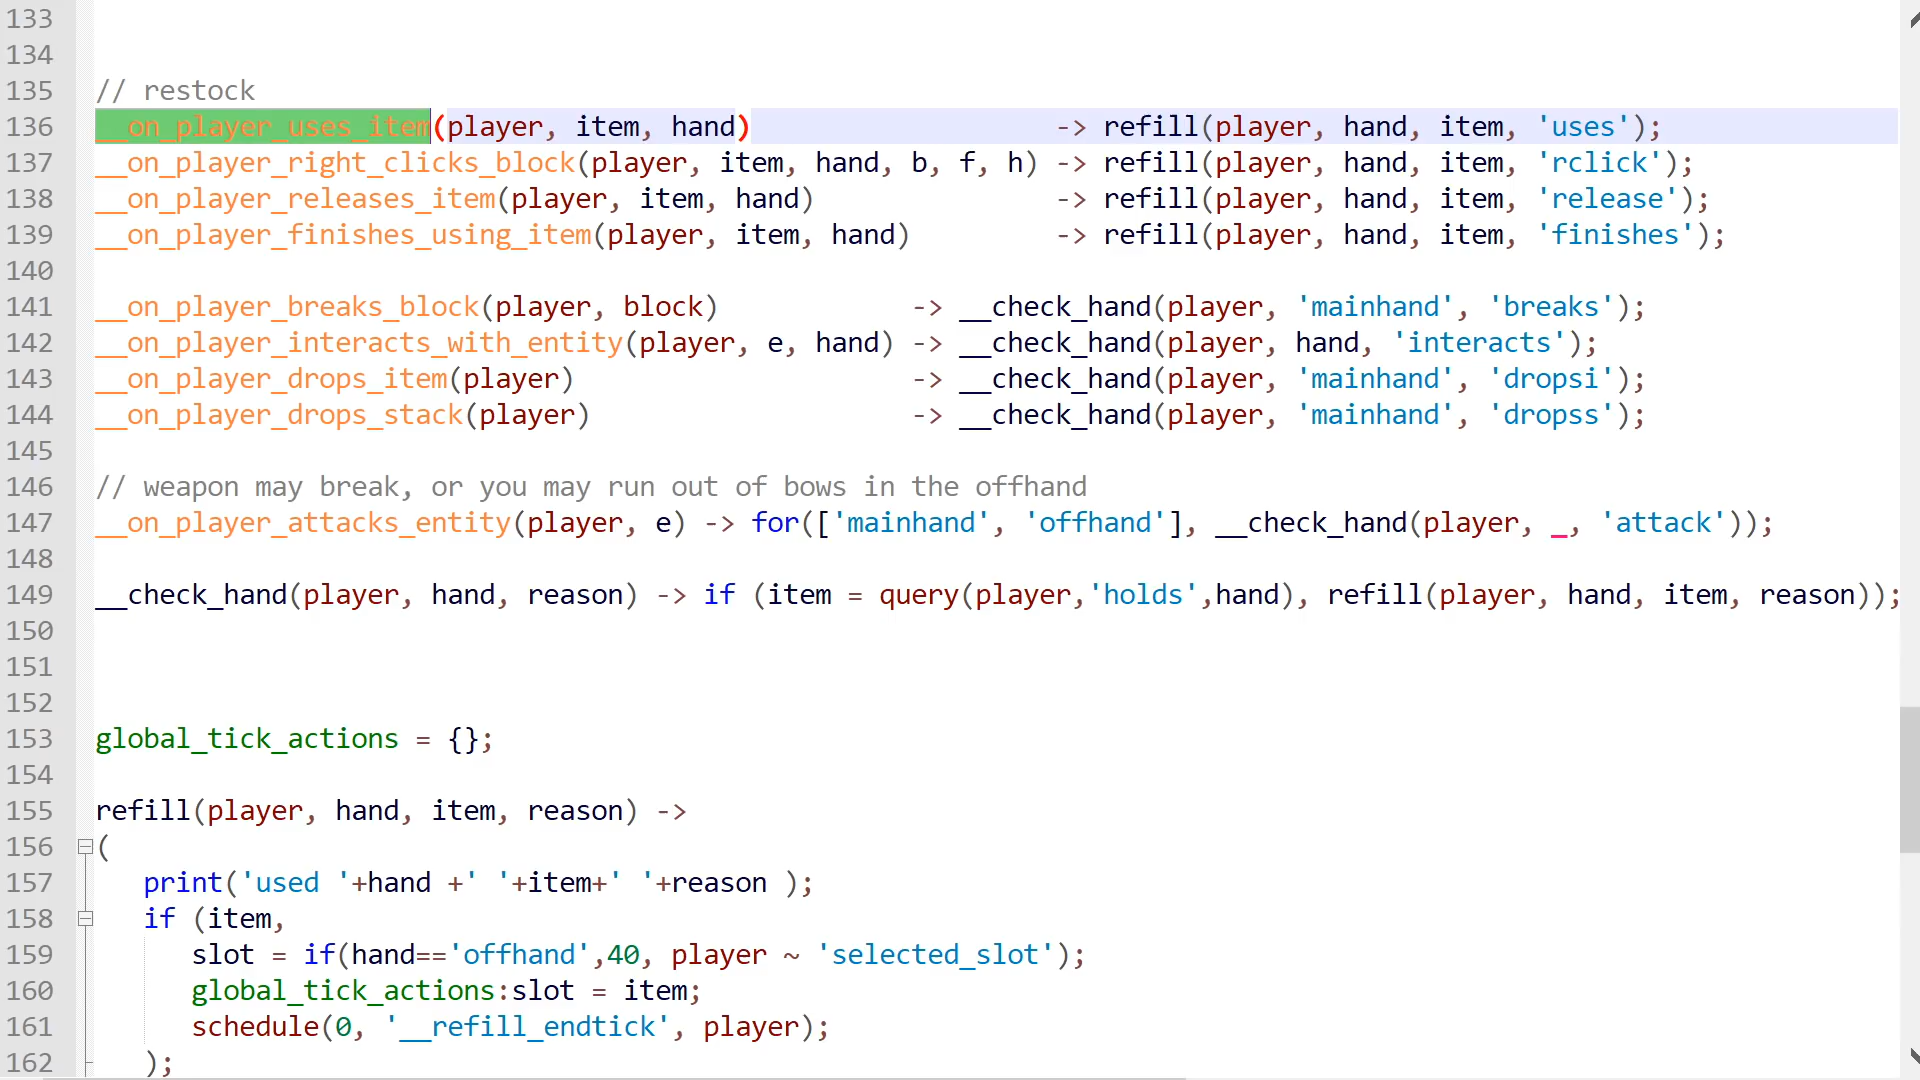 133
134
135 // restock
136 __on_player_uses_item(player, item, hand) -> refill(player, hand, item, 'uses');
137 __on_player_right_clicks_block(player, item, hand, b, f, h) -> refill(player, hand, item, 'rclick');
138 __on_player_releases_item(player, item, hand) -> refill(player, hand, item, 'release');
139 __on_player_finishes_using_item(player, item, hand) -> refill(player, hand, item, 'finishes');
140
141 __on_player_breaks_block(player, block) -> __check_hand(player, 'mainhand', 'breaks');
142 __on_player_interacts_with_entity(player, e, hand) -> __check_hand(player, hand, 'interacts');
143 __on_player_drops_item(player) -> __check_hand(player, 'mainhand', 'dropsi');
144 __on_player_drops_stack(player) -> __check_hand(player, 'mainhand', 'dropss');
145
146 // weapon may break, or you may run out of bows in the offhand
147 __on_player_attacks_entity(player, e) -> for(['mainhand', 'offhand'], __check_hand(player, _, 'attack'));
148
149 __check_hand(player, hand, reason) -> if (item = query(player,'holds',hand), refill(player, hand, item, reason));
150
151
152
153 global_tick_actions = {};
154
155 refill(player, hand, item, reason) ->
156 (
157 print('used '+hand +' '+item+' '+reason );
158 if (item,
159 slot = if(hand=='offhand',40, player ~ 'selected_slot');
160 global_tick_actions:slot = item;
161 schedule(0, '__refill_endtick', player);
162 );